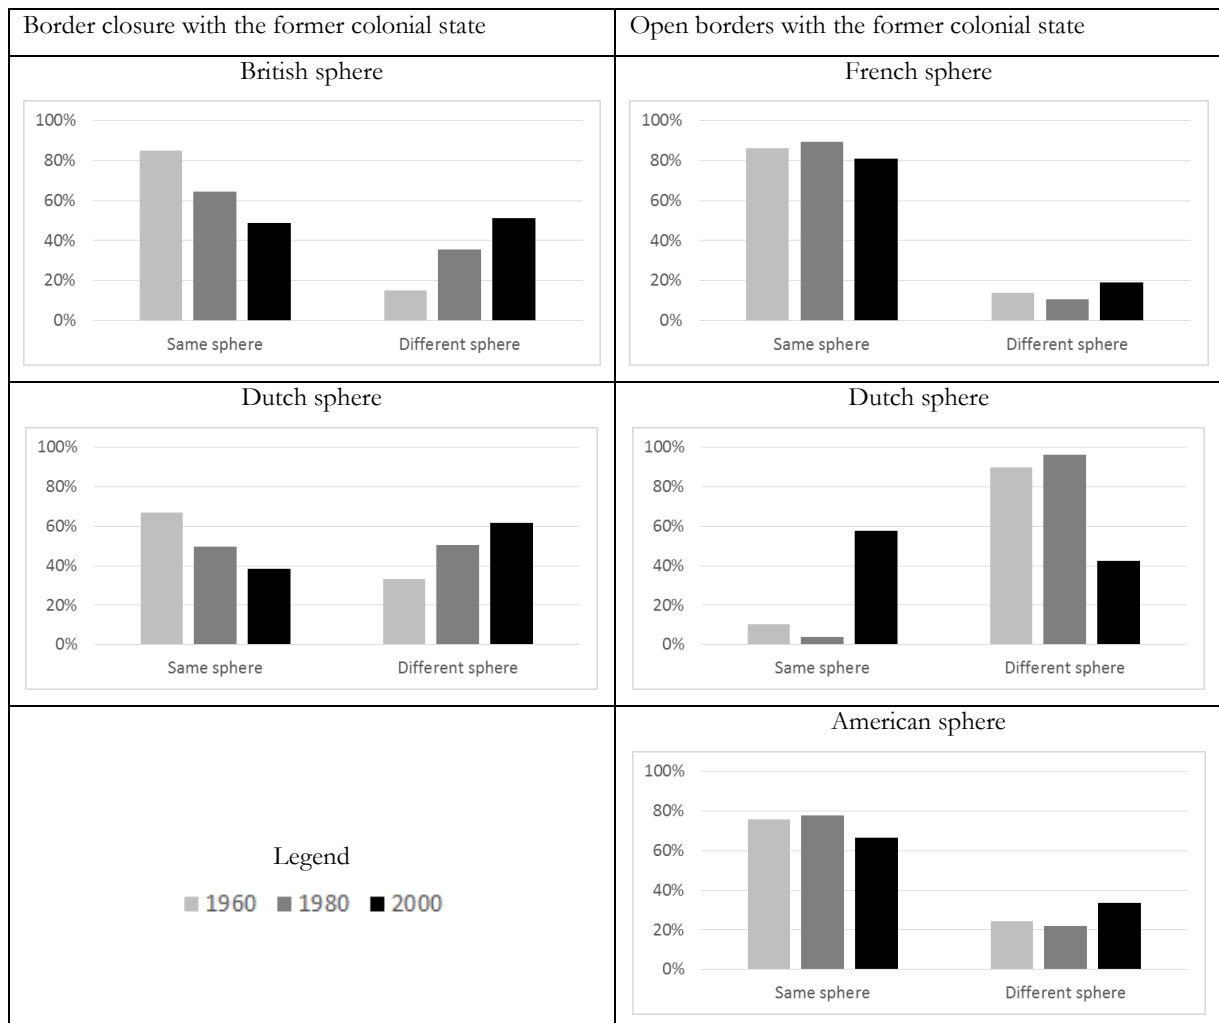 Border closure with the former colonial state
Open borders with the former colonial state
British sphere
100%
80%
60%
40%
20%
0%
Same sphere
Different sphere
French sphere
100%
80%
60%
40%
20%
0%
Same sphere
Different sphere
Dutch sphere
100%
80%
60%
40%
20%
0%
Same sphere
Different sphere
Dutch sphere
100%
80%
60%
40%
20%
0%
Same sphere
Different sphere
Legend
1960 1980 2000
American sphere
100%
80%
60%
40%
20%
0%
Same sphere
Different sphere